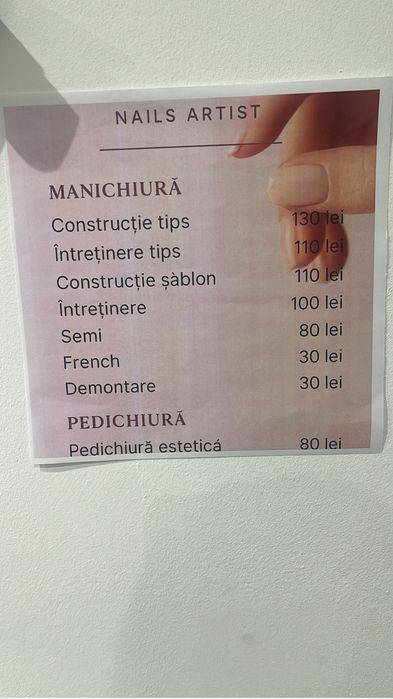 NAILS ARTIST
MANICHIURĂ
Construcție tips 130 lei
Întreținere tips 110 lei
Construcție șàblon 110 lei
Întreținere 100 lei
Semi 80 lei
French 30 lei
Demontare 30 lei
PEDICHIURĂ
Pedichiură estetică 80 lei